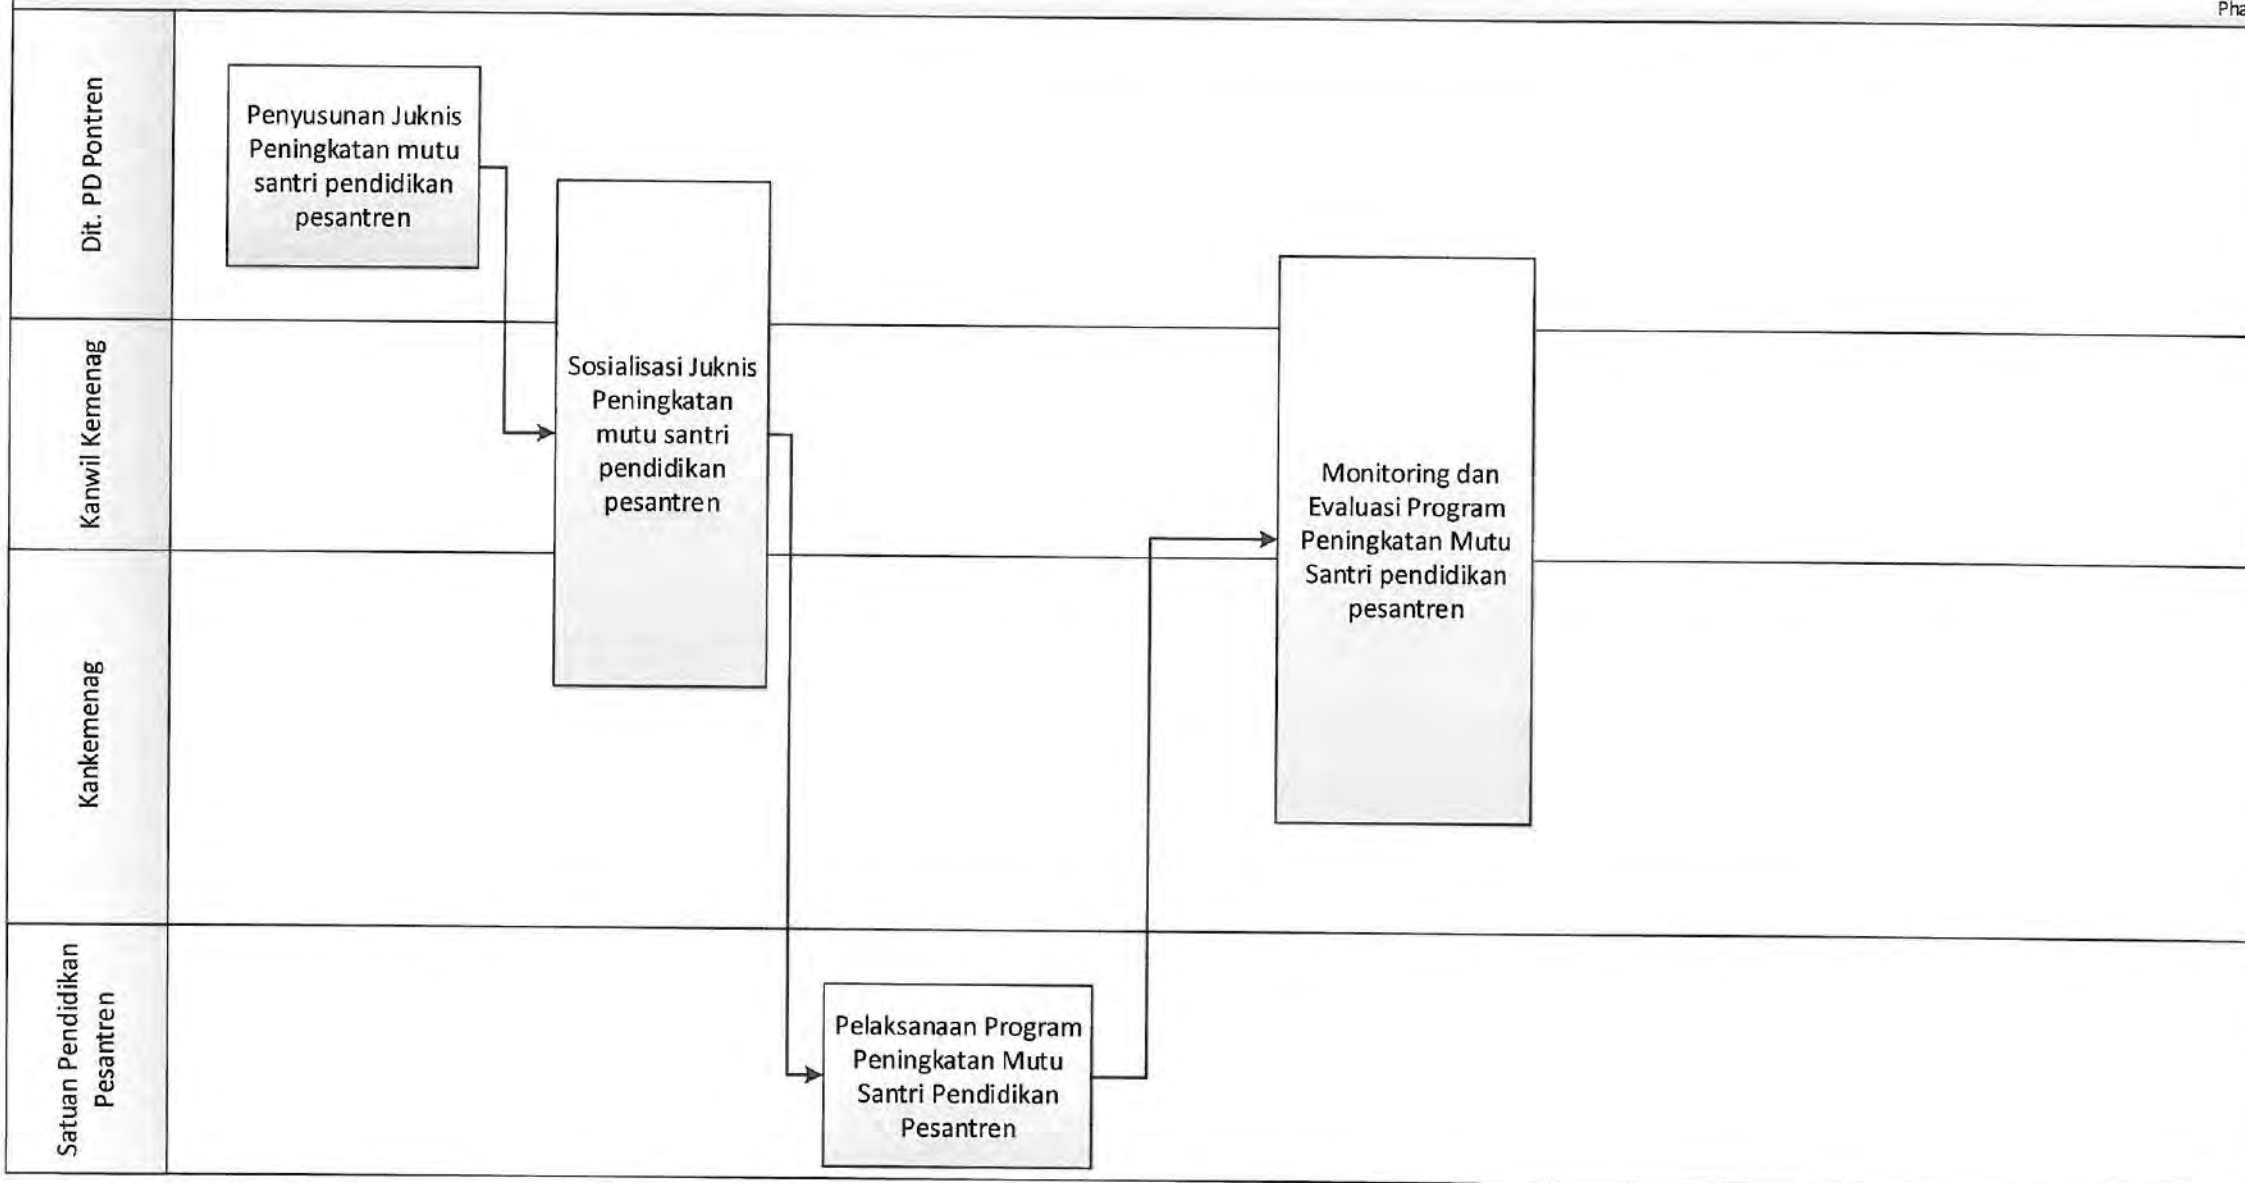 Pha
Dit. PD Pontren
Penyusunan Juknis
Peningkatan mutu
santri pendidikan
pesantren
Kanwil Kemenag
Sosialisasi Juknis
Peningkatan
mutu santri
pendidikan
pesantren
Monitoring dan
Evaluasi Program
Peningkatan Mutu
Santri pendidikan
pesantren
Kankemenag
Satuan Pendidikan
Pesantren
Pelaksanaan Program
Peningkatan Mutu
Santri Pendidikan
Pesantren